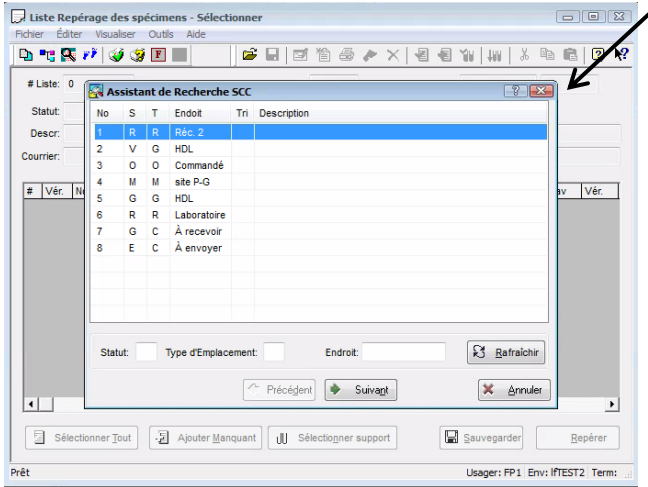 Liste Repérage des spécimens - Sélectionner
Fichier Éditer Visualiser Outils Aide
# Liste: 0
Assistant de Recherche SCC
Statut:
Descr:
Courrier:
No S T Endoit Tri Description
1 R R Réc. 2
2 V G HDL
3 O O Commandé
4 M M site P-G
5 G G HDL
6 R R Laboratoire
7 G C À recevoir
8 E C À envoyer
# Vér. Vér.
Statut: Type d'Emplacement: Endroit: Rafraîchir
Précédent Suivant Annuler
Sélectionner Tout Ajouter Manquant Sélectionner support Sauvegarder Repérer
Prêt Usager: FP1 Env: lfTEST2 Term: